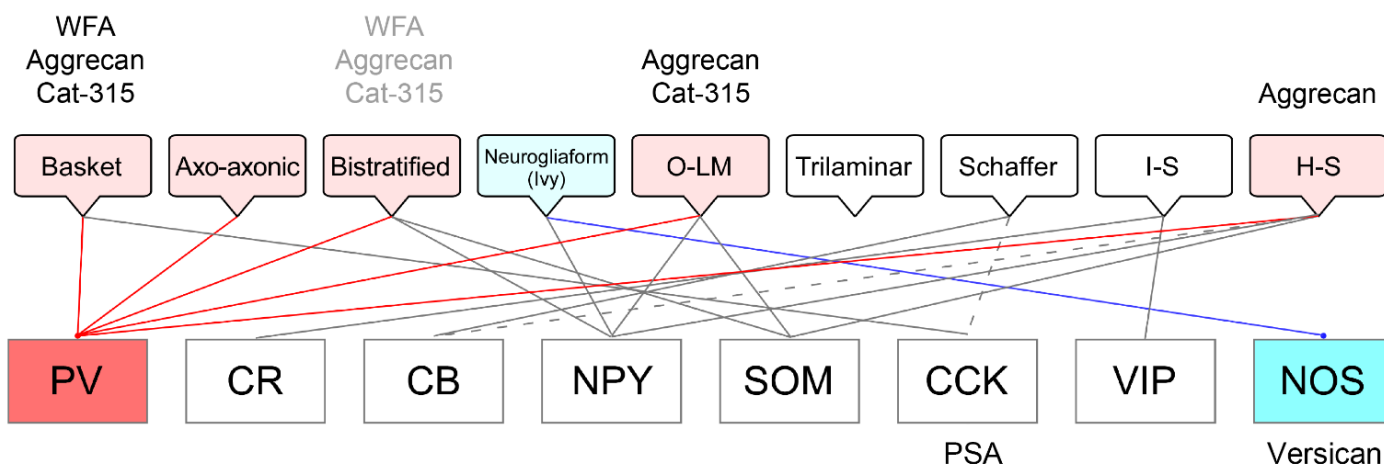 WFA
Aggrecan
Cat-315
WFA
Aggrecan
Cat-315
Aggrecan
Cat-315
Aggrecan
Basket
Axo-axonic
Bistratified
Neurogliaform
(Ivy)
O-LM
Trilaminar
Schaffer
I-S
H-S
PV
CR
CB
NPY
SOM
CCK
VIP
NOS
PSA
Versican